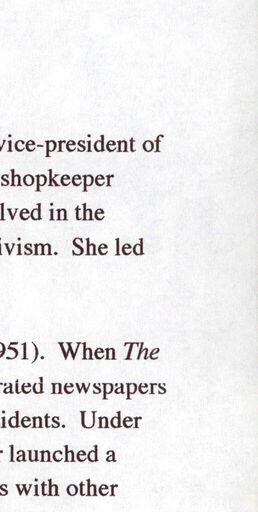 vice-president of
shopkeeper
lved in the
ivism. She led
951). When The
rated newspapers
idents. Under
r launched a
s with other